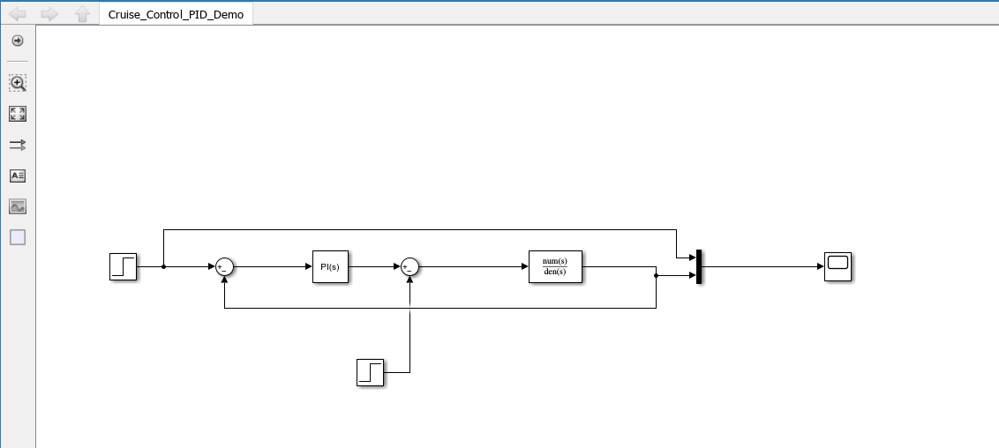 Cruise_Control_PID_Demo
A
+
−
PI(s)
+
−
num(s)
den(s)